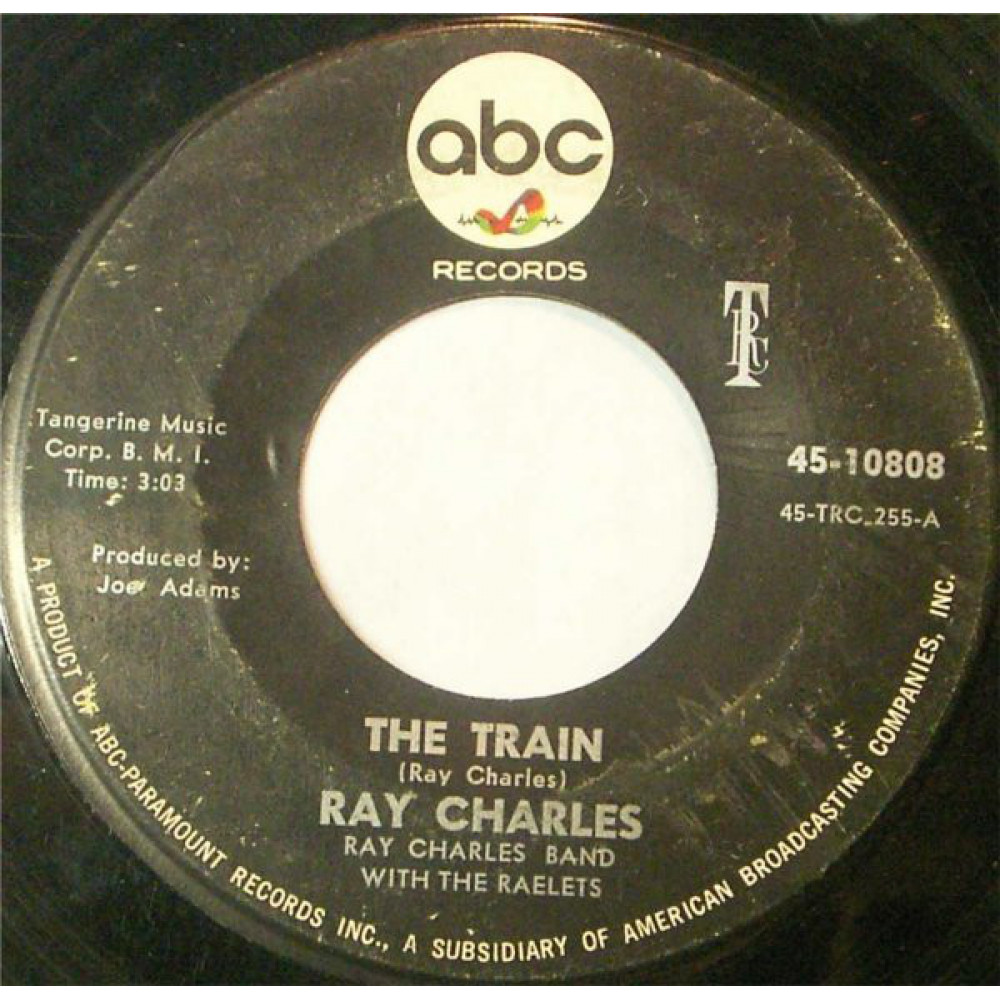 abc
RECORDS
TRC
Tangerine Music
Corp. B. M. I.
Time: 3:03
Produced by:
Joe Adams
45-10808
45-TRC-255-A
THE TRAIN
(Ray Charles)
RAY CHARLES
RAY CHARLES BAND
WITH THE RAELETS
A PRODUCT OF ABC-PARAMOUNT RECORDS INC., A SUBSIDIARY OF AMERICAN BROADCASTING COMPANIES, INC.